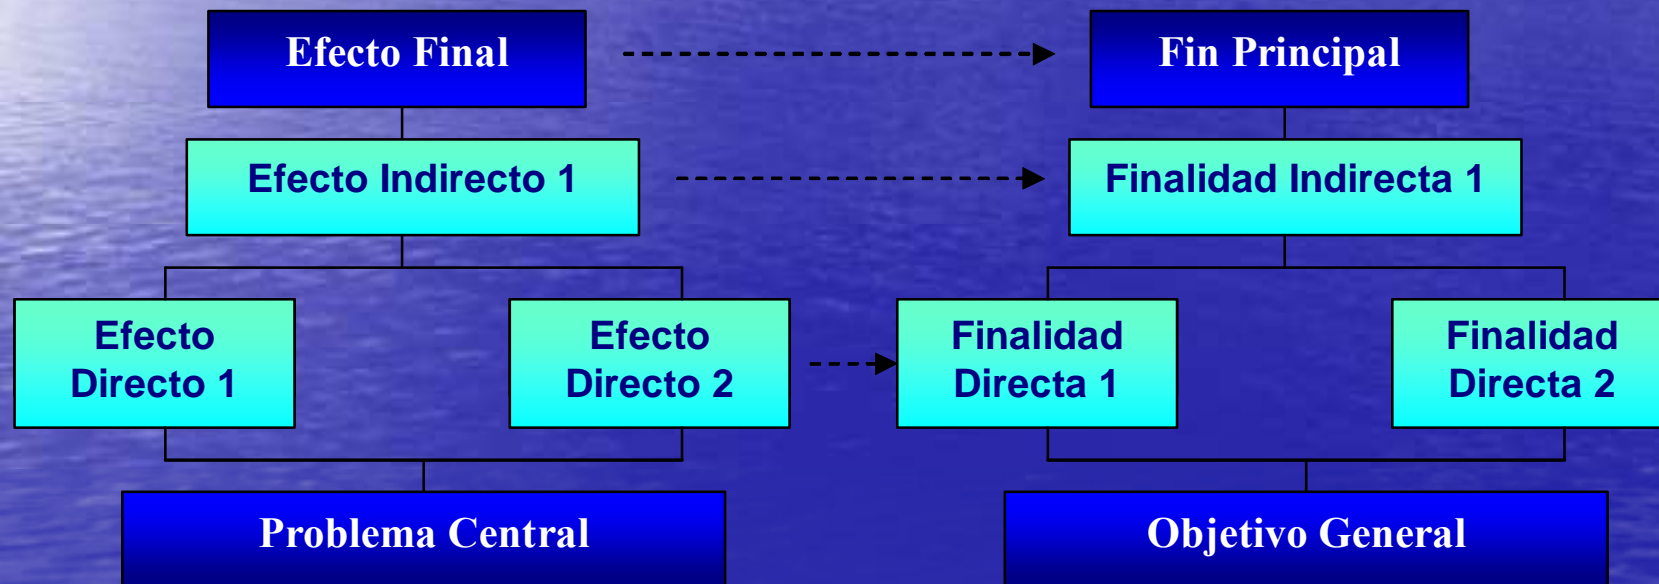 Efecto Final
Fin Principal
Efecto Indirecto 1
Finalidad Indirecta 1
Efecto
Directo 1
Efecto
Directo 2
Finalidad
Directa 1
Finalidad
Directa 2
Problema Central
Objetivo General